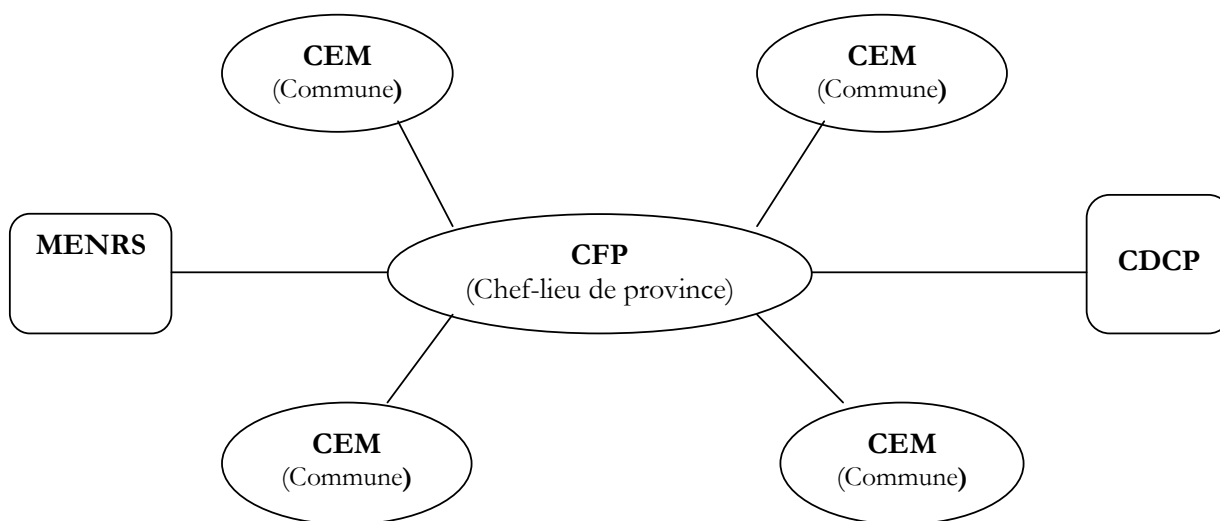 CEM
(Commune)
CEM
(Commune)
MENRS
CFP
(Chef-lieu de province)
CDCP
CEM
(Commune)
CEM
(Commune)